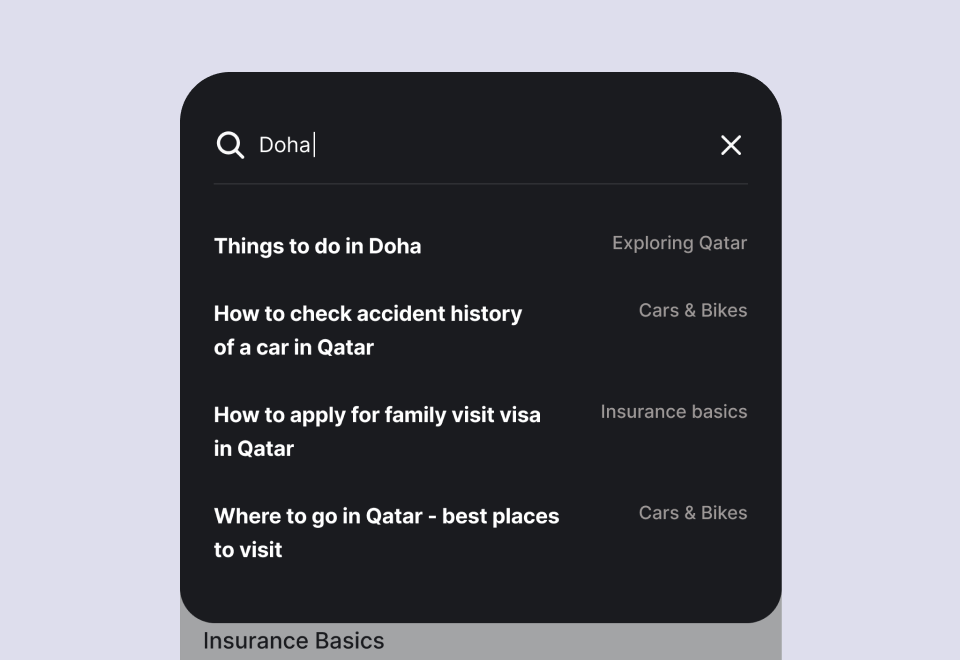 Doha
Things to do in Doha
Exploring Qatar
How to check accident history
of a car in Qatar
Cars & Bikes
How to apply for family visit visa
in Qatar
Insurance basics
Where to go in Qatar - best places
to visit
Cars & Bikes
Insurance Basics